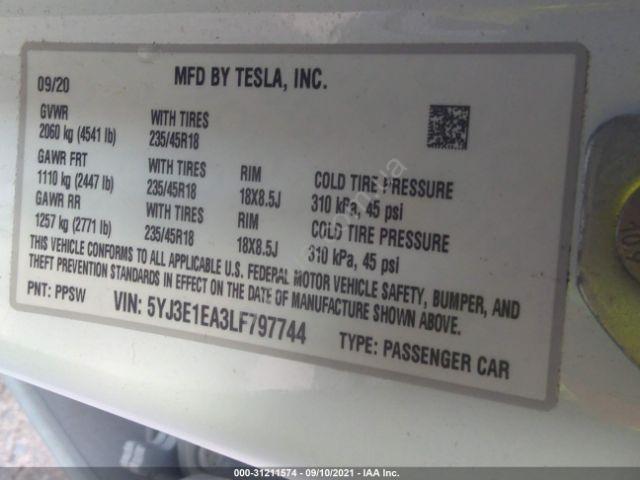 09/20 MFD BY TESLA, INC.
GVWR WITH TIRES
2060 kg (4541 lb) 235/45R18
GAWR FRT WITH TIRES RIM COLD TIRE PRESSURE
1110 kg (2447 lb) 235/45R18 18X8.5J 310 kPa, 45 psi
GAWR RR WITH TIRES RIM COLD TIRE PRESSURE
1257 kg (2771 lb) 235/45R18 18X8.5J 310 kPa, 45 psi
THIS VEHICLE CONFORMS TO ALL APPLICABLE U.S. FEDERAL MOTOR VEHICLE SAFETY, BUMPER, AND
THEFT PREVENTION STANDARDS IN EFFECT ON THE DATE OF MANUFACTURE SHOWN ABOVE.
PNT: PPSW VIN: 5YJ3E1EA3LF797744 TYPE: PASSENGER CAR
000-31211574 - 09/10/2021 - IAA Inc.